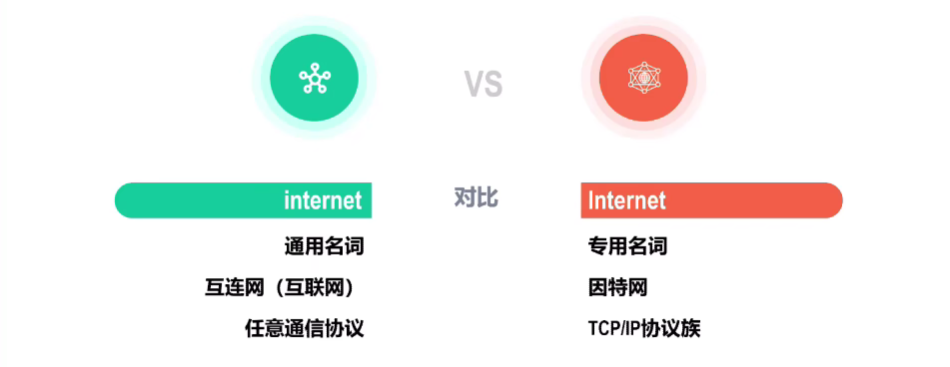 VS
internet 对比 Internet
通用名词 专用名词
互连网（互联网） 因特网
任意通信协议 TCP/IP协议族